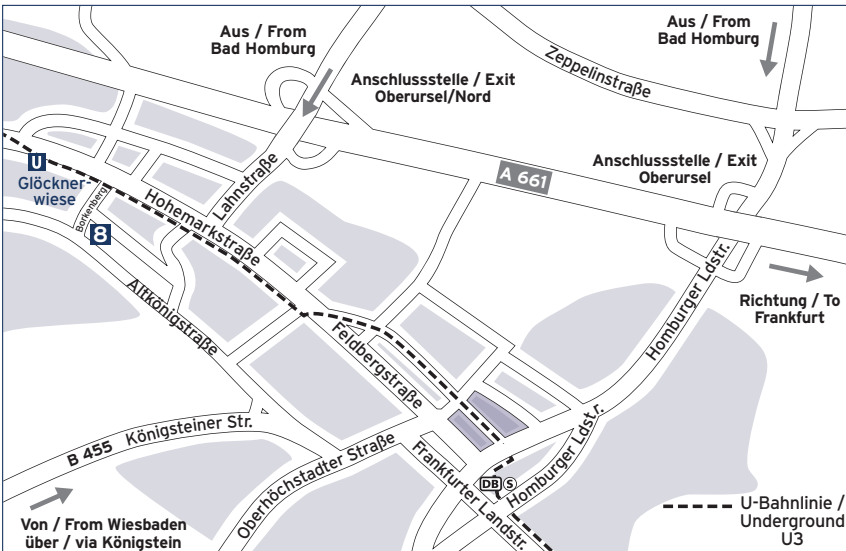 Aus / From
Bad Homburg
Aus / From
Bad Homburg
Zeppelinstraße
Anschlussstelle / Exit
Oberursel/Nord
Anschlussstelle / Exit
Oberursel
A 661
U
Glöckner-
wiese
Borkenberg
8
Lahnstraße
Hohemarkstraße
Altkönigstraße
Feldbergstraße
Homburger Ldstr.
Richtung / To
Frankfurt
B 455 Königsteiner Str.
Oberhöchstadter Straße
Frankfurter Landstr.
Homburger Ldst.r.
DB S
Von / From Wiesbaden
über / via Königstein
U-Bahnlinie /
Underground
U3